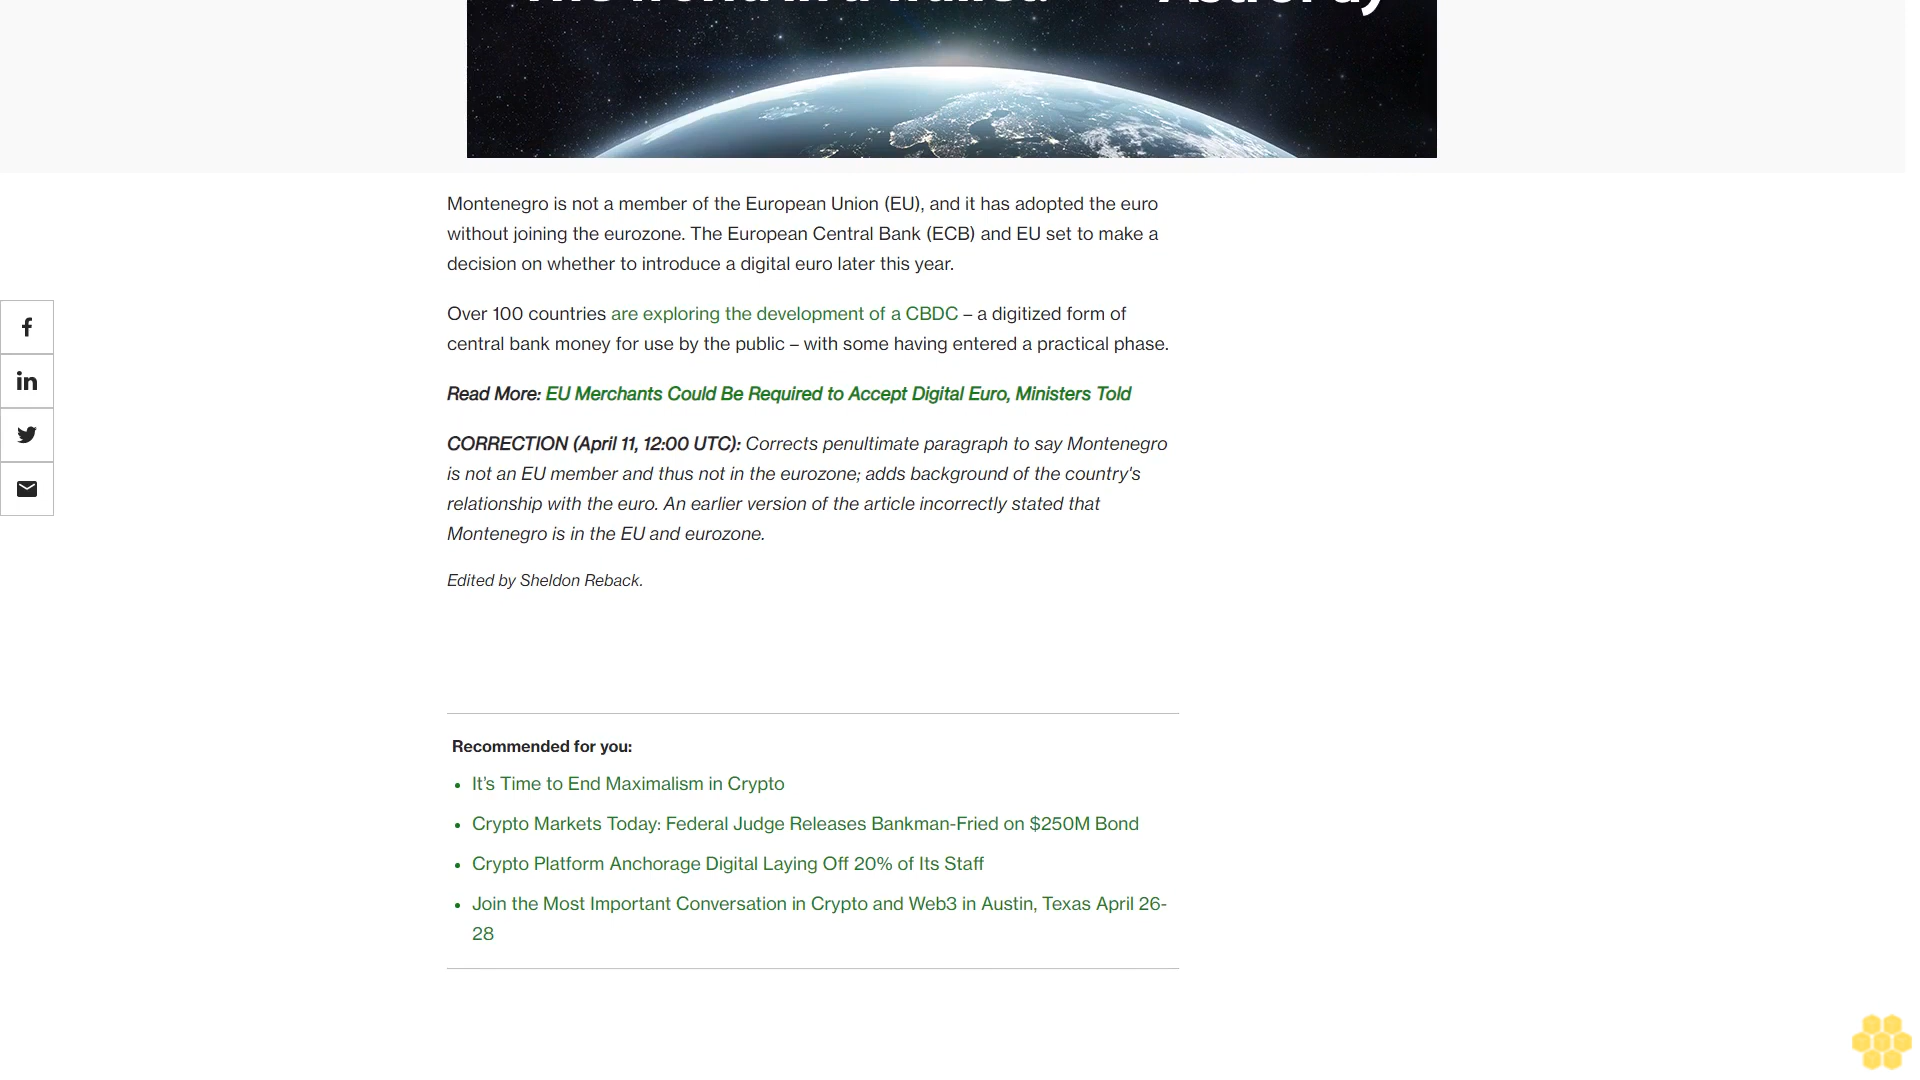 Montenegro is not a member of the European Union (EU), and it has adopted the euro
without joining the eurozone. The European Central Bank (ECB) and EU set to make a
decision on whether to introduce a digital euro later this year.
Over 100 countries are exploring the development of a CBDC – a digitized form of
central bank money for use by the public – with some having entered a practical phase.
Read More: EU Merchants Could Be Required to Accept Digital Euro, Ministers Told
CORRECTION (April 11, 12:00 UTC): Corrects penultimate paragraph to say Montenegro
is not an EU member and thus not in the eurozone; adds background of the country's
relationship with the euro. An earlier version of the article incorrectly stated that
Montenegro is in the EU and eurozone.
Edited by Sheldon Reback.
Recommended for you:
• It’s Time to End Maximalism in Crypto
• Crypto Markets Today: Federal Judge Releases Bankman-Fried on $250M Bond
• Crypto Platform Anchorage Digital Laying Off 20% of Its Staff
• Join the Most Important Conversation in Crypto and Web3 in Austin, Texas April 26-
28